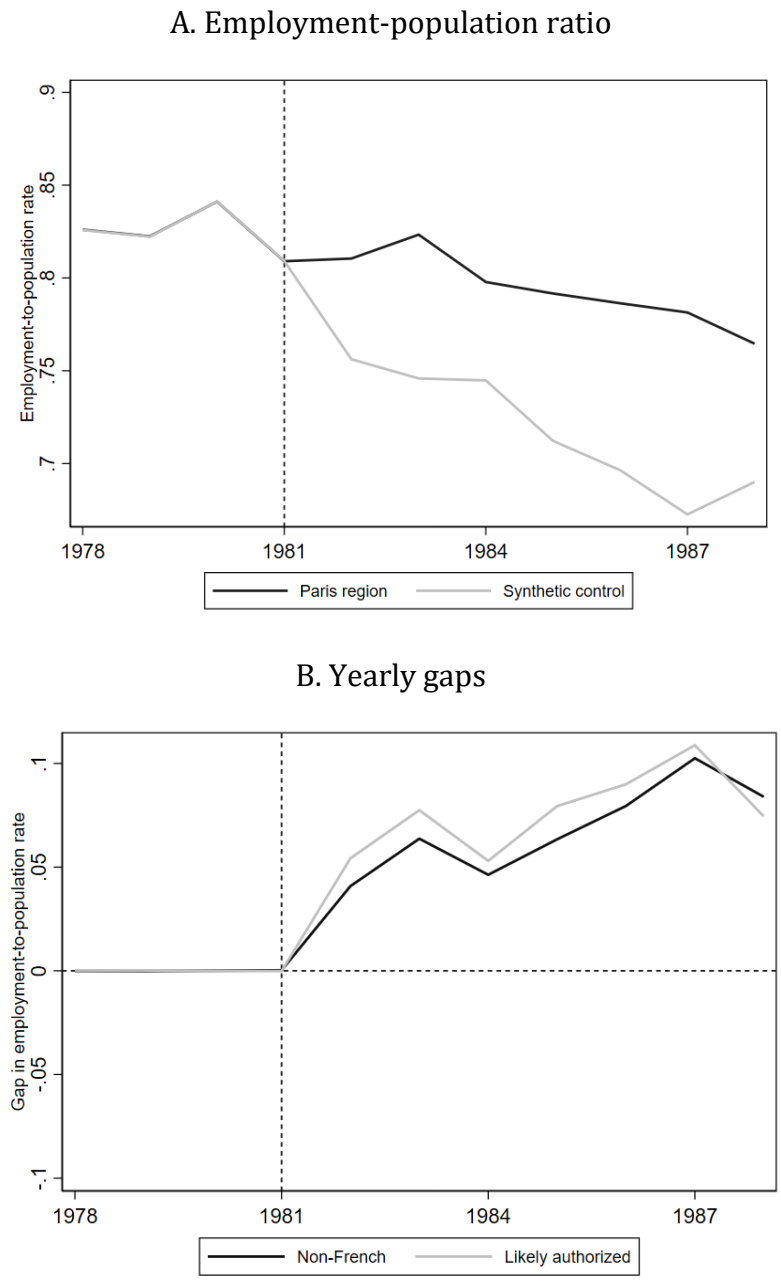 A. Employment-population ratio
Employment-to-population rate
.9
.85
.8
.75
.7
1978 1981 1984 1987
Paris region Synthetic control
B. Yearly gaps
Gap in employment-to-population rate
.1
.05
0
-.05
-.1
1978 1981 1984 1987
Non-French Likely authorized